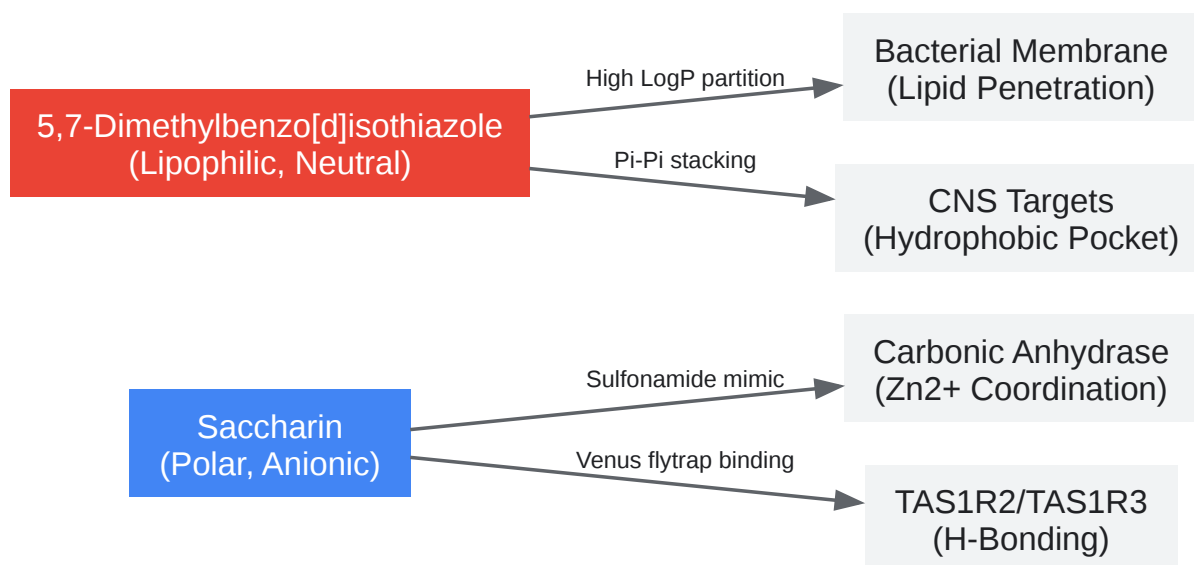 5,7-Dimethylbenzo[d]isothiazole
(Lipophilic, Neutral)
High LogP partition
Bacterial Membrane
(Lipid Penetration)
Pi-Pi stacking
CNS Targets
(Hydrophobic Pocket)
Saccharin
(Polar, Anionic)
Sulfonamide mimic
Carbonic Anhydrase
(Zn2+ Coordination)
Venus flytrap binding
TAS1R2/TAS1R3
(H-Bonding)